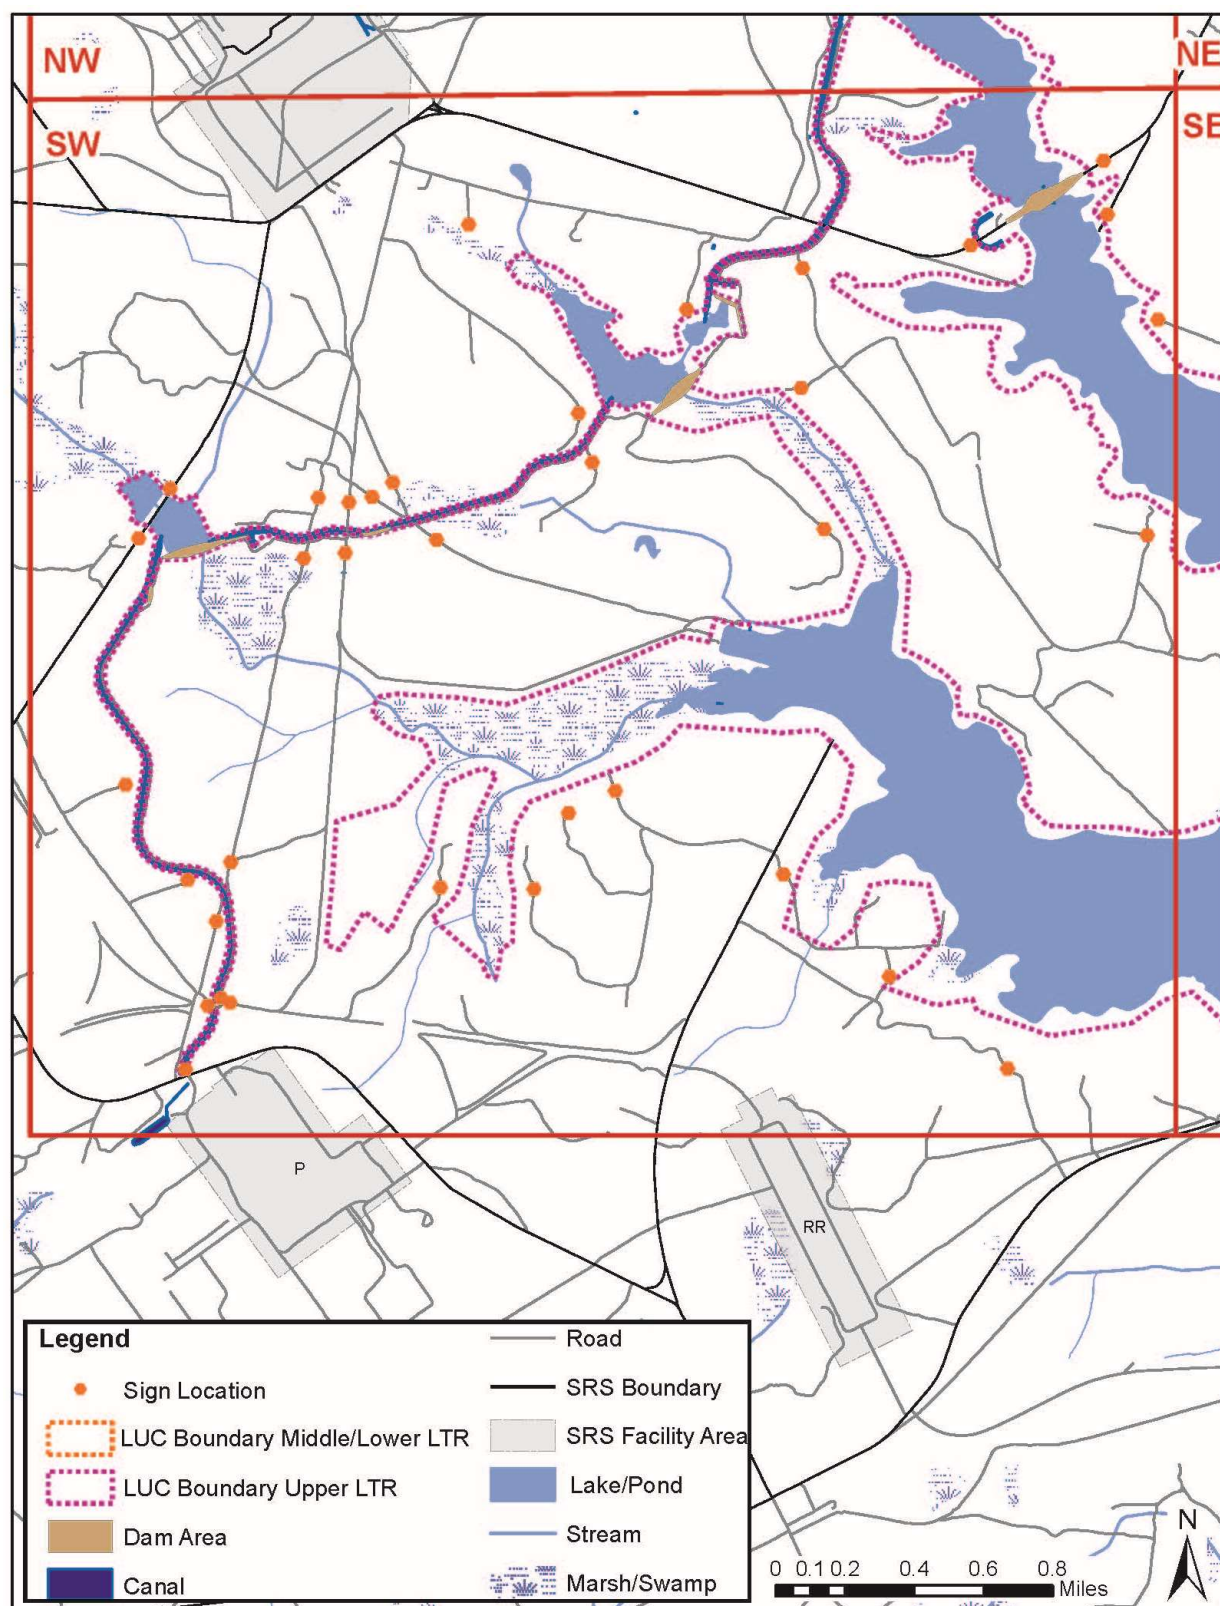 NW
NE
SW
SE
P
RR
Legend
Sign Location
LUC Boundary Middle/Lower LTR
LUC Boundary Upper LTR
Dam Area
Canal
Road
SRS Boundary
SRS Facility Area
Lake/Pond
Stream
Marsh/Swamp
0 0.1 0.2 0.4 0.6 0.8
Miles
N